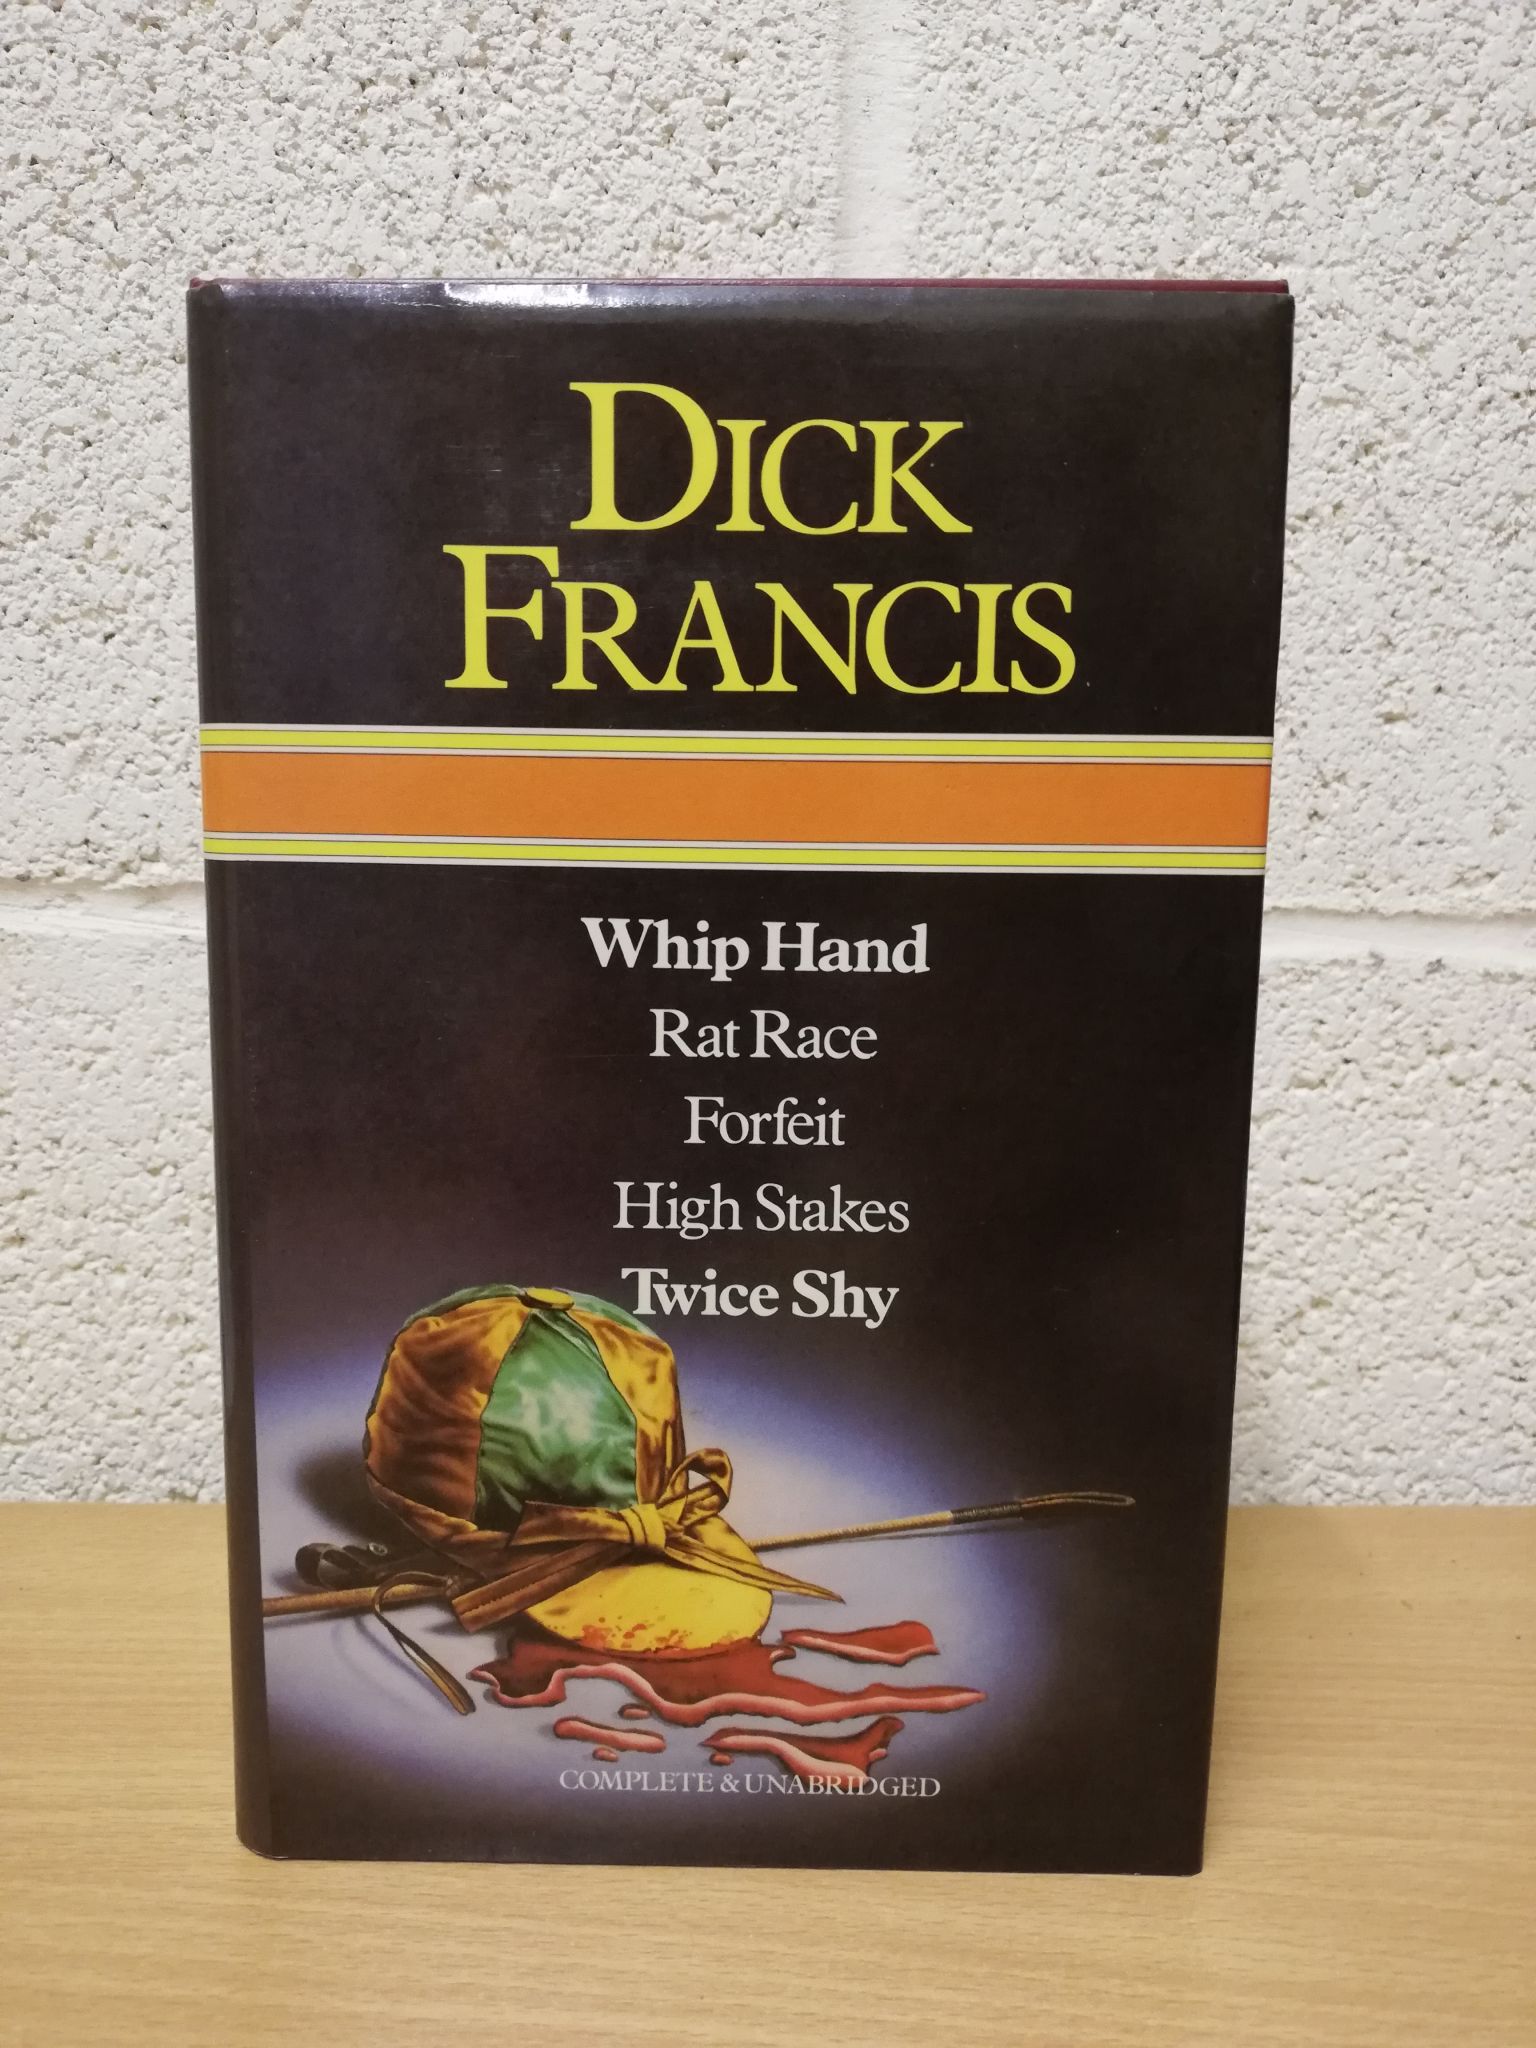 DICK
FRANCIS
Whip Hand
Rat Race
Forfeit
High Stakes
Twice Shy
COMPLETE & UNABRIDGED